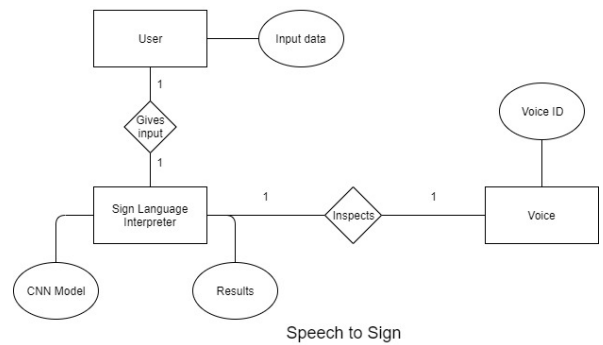 User
Input data
1
Gives
input
1
Voice ID
Sign Language
Interpreter
1
Inspects
1
Voice
CNN Model
Results
Speech to Sign